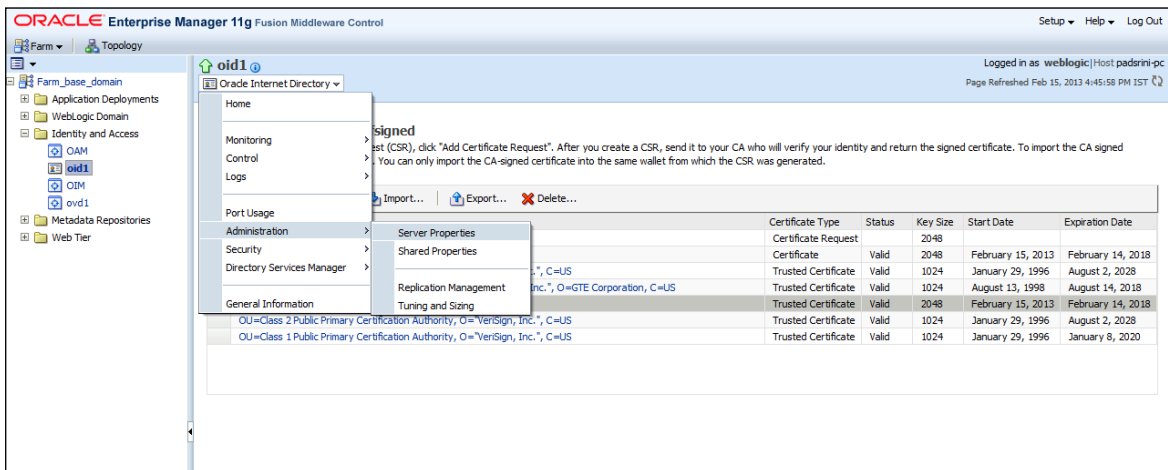 ORACLE Enterprise Manager 11g Fusion Middleware Control
Setup Help Log Out
Farm Topology
Farm_base_domain
Application Deployments
WebLogic Domain
Identity and Access
OAM
oid1
OIM
ovd1
Metadata Repositories
Web Tier
oid1
Logged in as weblogic|Host padsrini-pc
Oracle Internet Directory
Page Refreshed Feb 15, 2013 4:45:58 PM IST
Home
Monitoring
Control
Logs
Port Usage
Administration
Security
Directory Services Manager
General Information
Server Properties
Shared Properties
Replication Management
Tuning and Sizing
fsigned
est (CSR), click "Add Certificate Request". After you create a CSR, send it to your CA who will verify your identity and return the signed certificate. To import the CA signed
. You can only import the CA-signed certificate into the same wallet from which the CSR was generated.
Import... Export... Delete...
Certificate Type Status Key Size Start Date Expiration Date
Certificate Request 2048
Certificate Valid 2048 February 15, 2013 February 14, 2018
c.", C=US Trusted Certificate Valid 1024 January 29, 1996 August 2, 2028
Inc.", O=GTE Corporation, C=US Trusted Certificate Valid 1024 August 13, 1998 August 14, 2018
Trusted Certificate Valid 2048 February 15, 2013 February 14, 2018
OU=Class 2 Public Primary Certification Authority, O="VeriSign, Inc.", C=US Trusted Certificate Valid 1024 January 29, 1996 August 2, 2028
OU=Class 1 Public Primary Certification Authority, O="VeriSign, Inc.", C=US Trusted Certificate Valid 1024 January 29, 1996 January 8, 2020